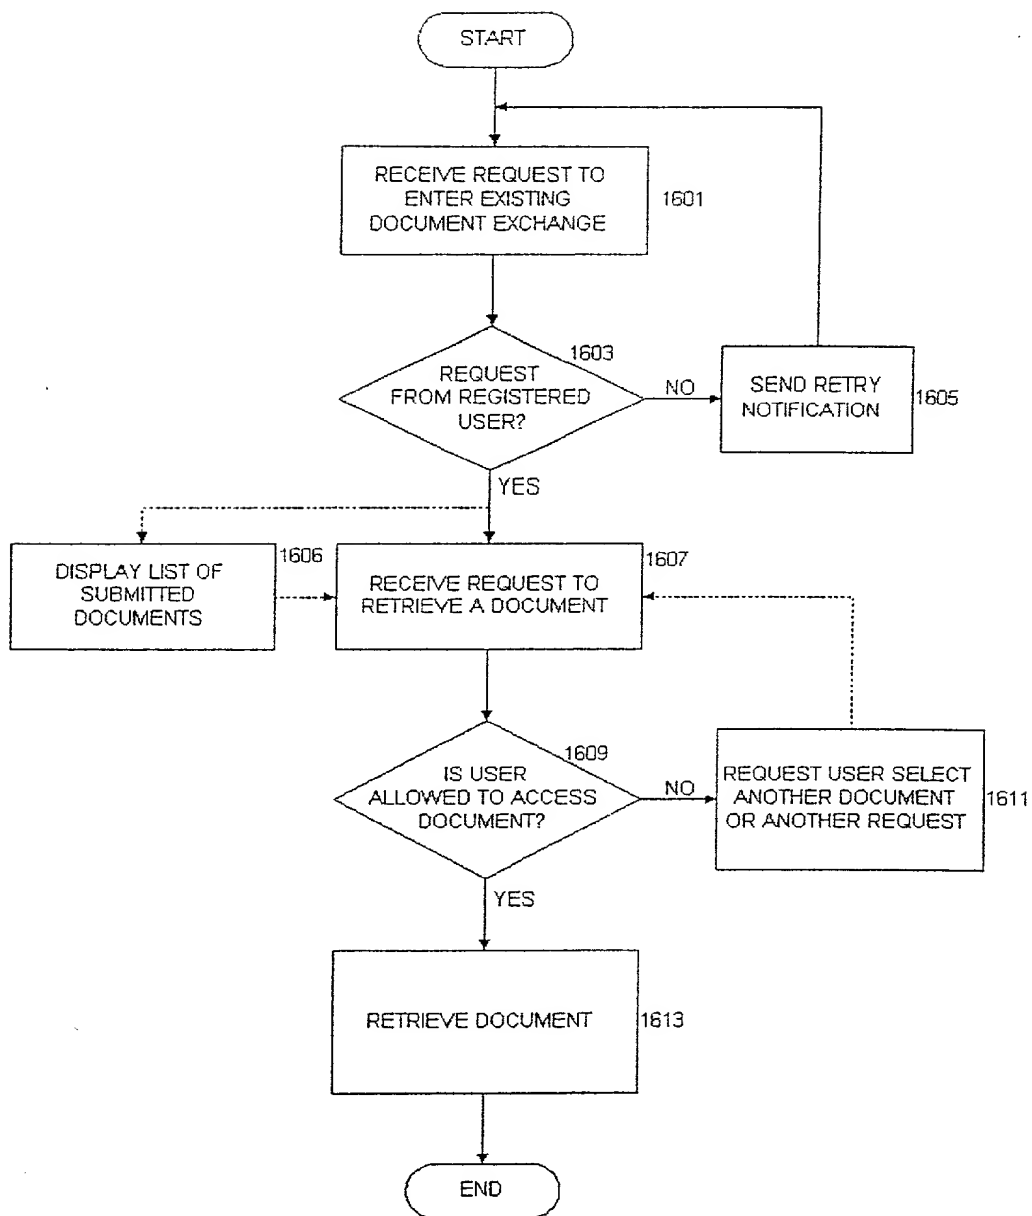 START
RECEIVE REQUEST TO
ENTER EXISTING
DOCUMENT EXCHANGE
1601
1603
REQUEST
FROM REGISTERED
USER?
NO
SEND RETRY
NOTIFICATION
1605
YES
DISPLAY LIST OF
SUBMITTED
DOCUMENTS
1606
RECEIVE REQUEST TO
RETRIEVE A DOCUMENT
1607
1609
IS USER
ALLOWED TO ACCESS
DOCUMENT?
NO
REQUEST USER SELECT
ANOTHER DOCUMENT
OR ANOTHER REQUEST
1611
YES
RETRIEVE DOCUMENT
1613
END